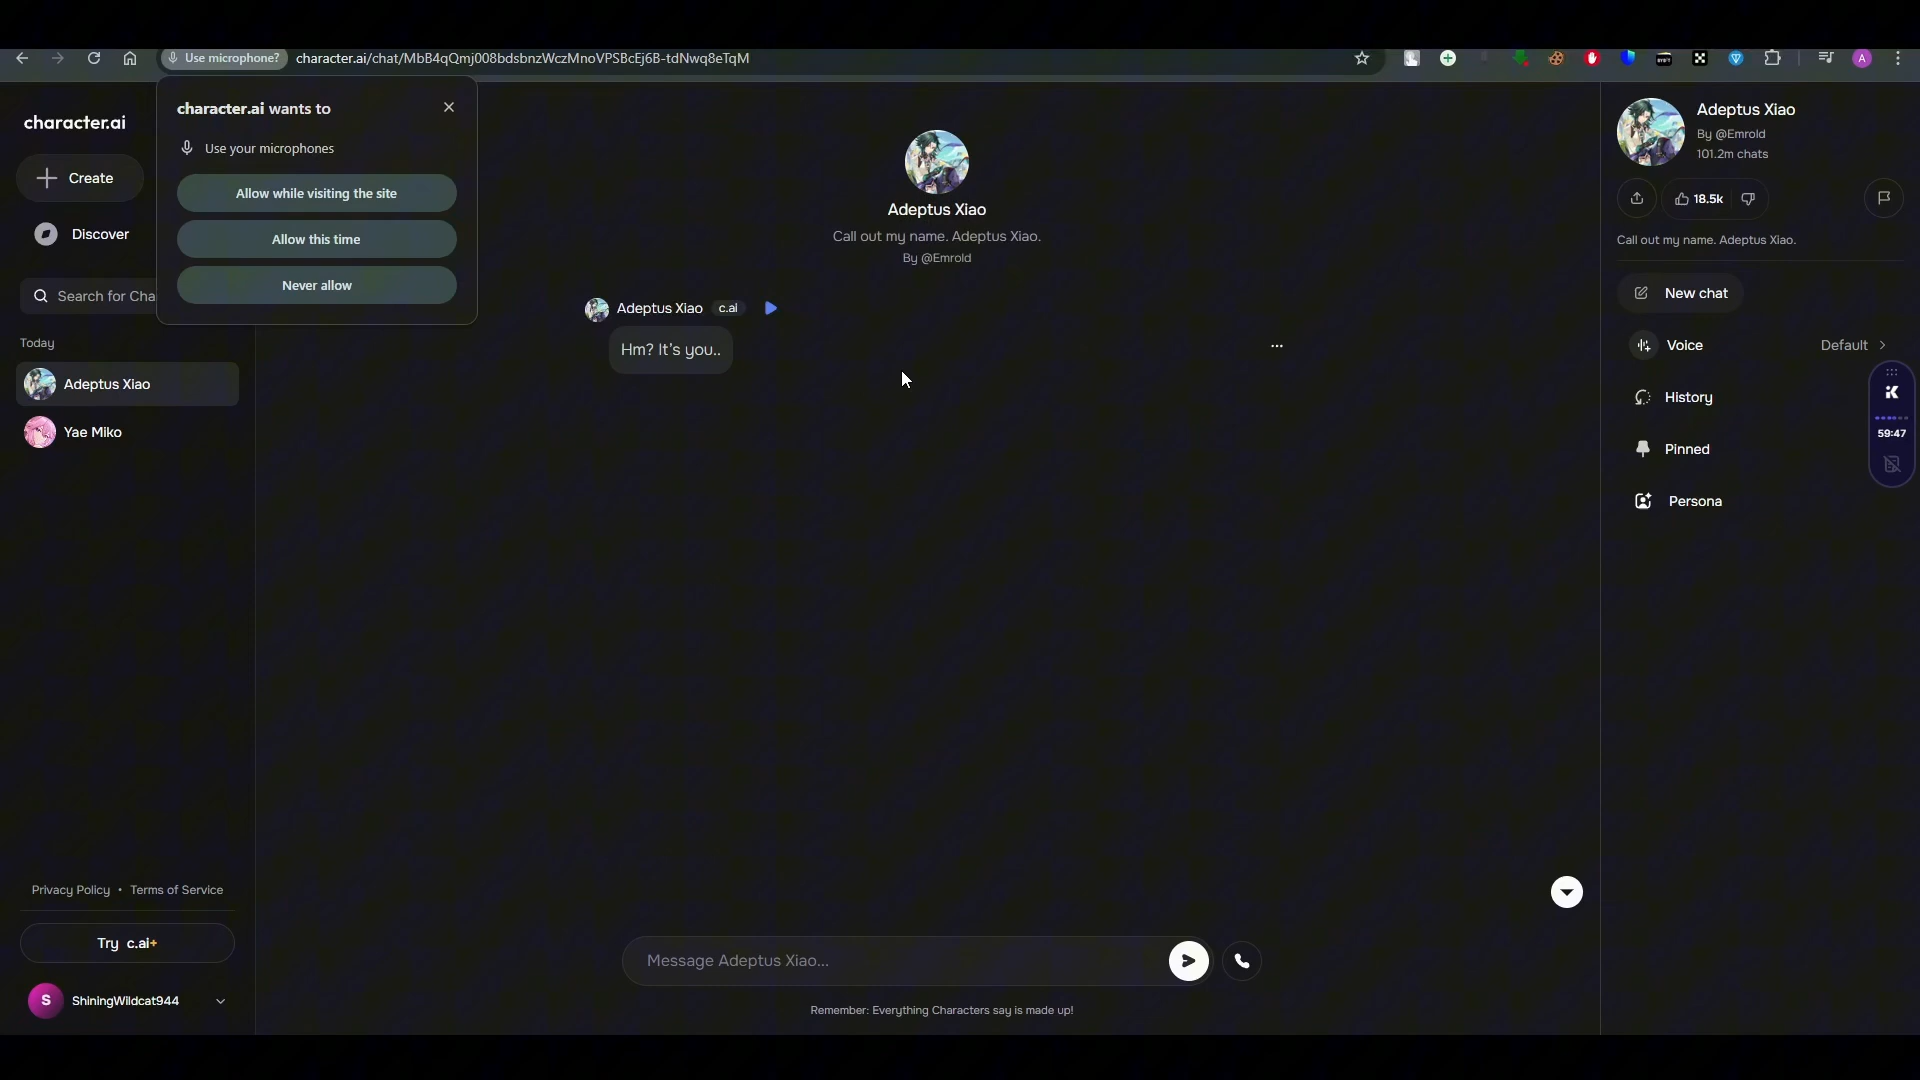 Use microphone?
character.ai/chat/MbB4qQmj008bdsbnzWczMnoVPSBcEj6B-tdNwq8eTqM
A
character.ai wants to
Use your microphones
Allow while visiting the site
Allow this time
Never allow
character.ai
Create
Discover
Search for Cha
Today
Adeptus Xiao
Yae Miko
Privacy Policy • Terms of Service
Try c.ai+
S
ShiningWildcat944
Adeptus Xiao
Call out my name. Adeptus Xiao.
By @Emrold
Adeptus Xiao c.ai
Hm? It's you..
Message Adeptus Xiao...
Remember: Everything Characters say is made up!
Adeptus Xiao
By @Emrold
101.2m chats
18.5k
Call out my name. Adeptus Xiao.
New chat
Voice Default
History
Pinned
Persona
K
59:47